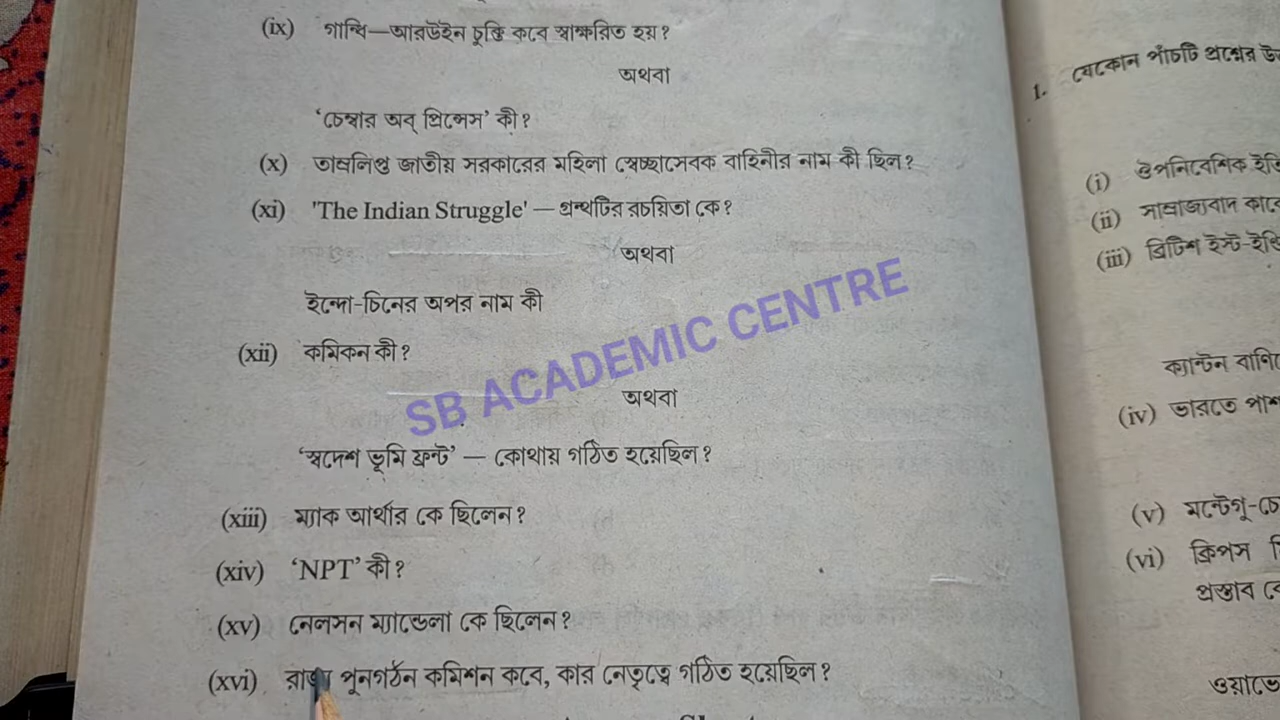 (ix) গান্ধি—আরউইন চুক্তি কবে স্বাক্ষরিত হয়?
অথবা
‘চেম্বার অব্ প্রিন্সেস’ কী?
(x) তাম্রলিপ্ত জাতীয় সরকারের মহিলা স্বেচ্ছাসেবক বাহিনীর নাম কী ছিল?
(xi) 'The Indian Struggle' — গ্রন্থটির রচয়িতা কে?
অথবা
ইন্দো-চিনের অপর নাম কী
(xii) কমিকন কী?
অথবা
‘স্বদেশ ভূমি ফ্রন্ট’ — কোথায় গঠিত হয়েছিল?
(xiii) ম্যাক আর্থার কে ছিলেন?
(xiv) ‘NPT’ কী?
(xv) নেলসন ম্যান্ডেলা কে ছিলেন?
(xvi) রাজ্য পুনর্গঠন কমিশন কবে, কার নেতৃত্বে গঠিত হয়েছিল?
SB ACADEMIC CENTRE
1. যেকোন পাঁচটি প্রশ্নের
(i) ঔপনিবেশিক
(ii) সাম্রাজ্যবাদ কাকে
(iii) ব্রিটিশ ইস্ট
ক্যান্টন
(iv) ভারতে
(v)
(vi) ক্রিপস
প্রস্তাব